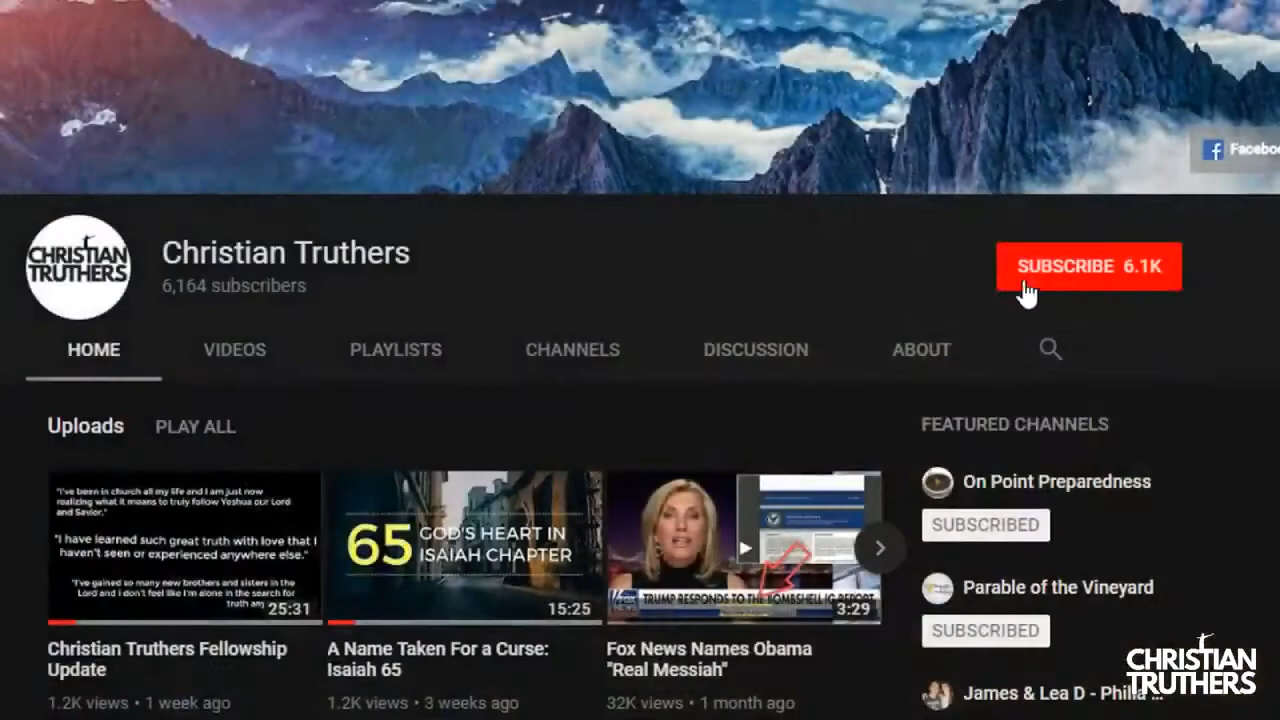 Facebo
CHRISTIAN
TRUTHERS
Christian Truthers
6,164 subscribers
SUBSCRIBE 6.1K
HOME VIDEOS PLAYLISTS CHANNELS DISCUSSION ABOUT
Uploads PLAY ALL
FEATURED CHANNELS
"I've been in church all my life and I am just now
realizing what it means to truly follow Yeshua our Lord
and Savior."
"I have learned such great truth with love that I
haven't seen or experienced anywhere else."
"I've gained so many new brothers and sisters in the
Lord and I don't feel like I'm alone in the search for
truth any
25:31
65 GOD'S HEART IN
ISAIAH CHAPTER
15:25
TRUMP RESPONDS TO THE BOMBSHELL IG REPORT
3:29
Christian Truthers Fellowship
Update
1.2K views • 1 week ago
A Name Taken For a Curse:
Isaiah 65
1.2K views • 3 weeks ago
Fox News Names Obama
"Real Messiah"
32K views • 1 month ago
On Point Preparedness
SUBSCRIBED
Parable of the Vineyard
SUBSCRIBED
James & Lea D - Philia ...
CHRISTIAN
TRUTHERS